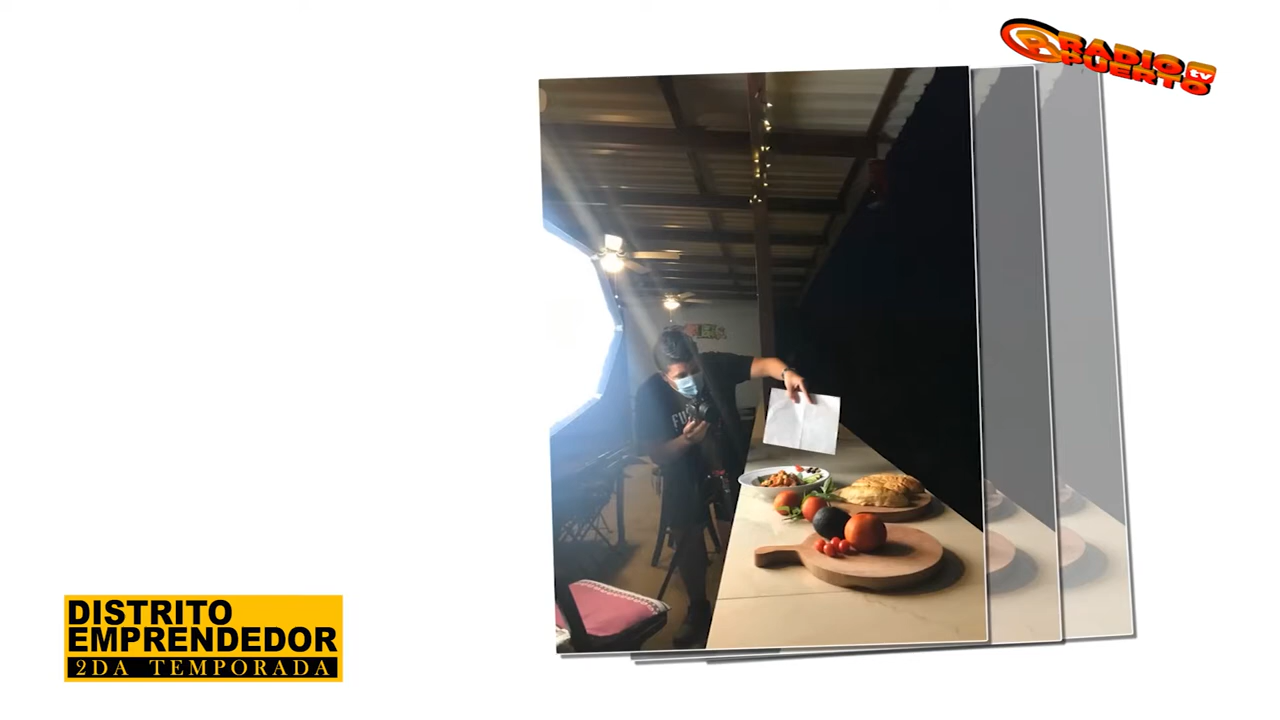 RADIO
PUERTO tv
DISTRITO
EMPRENDEDOR
2DA TEMPORADA